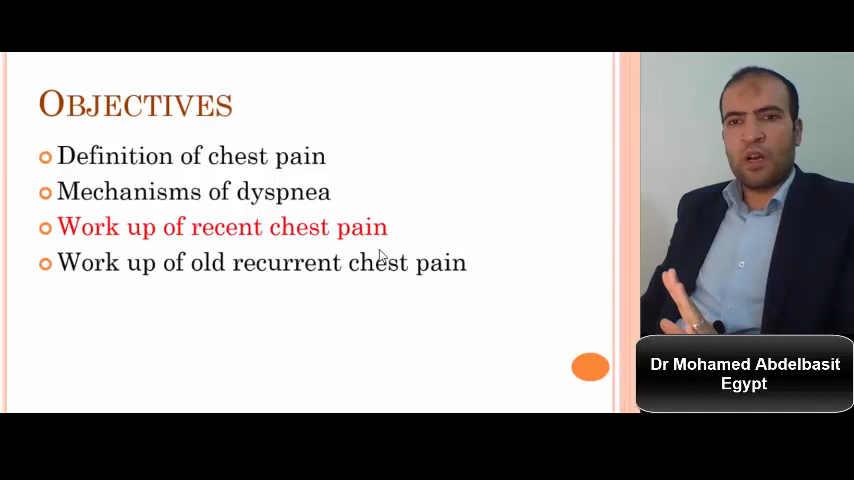 OBJECTIVES
Definition of chest pain
Mechanisms of dyspnea
Work up of recent chest pain
Work up of old recurrent chest pain
Dr Mohamed Abdelbasit
Egypt